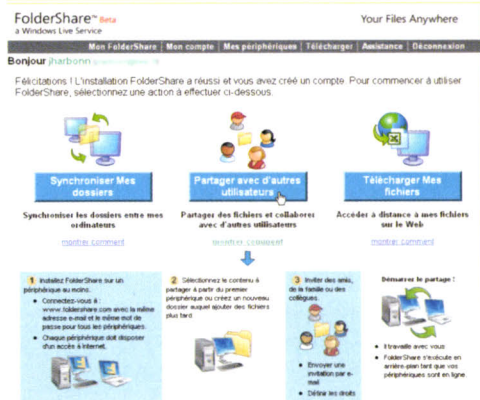 FolderShare™ Beta
a Windows Live Service
Your Files Anywhere
Mon FolderShare | Mon compte | Mes périphériques | Télécharger | Assistance | Déconnexion
Bonjour jharbonn
Félicitations ! L'installation FolderShare a réussi et vous avez créé un compte. Pour commencer à utiliser
FolderShare, sélectionnez une action à effectuer ci-dessous.
Synchroniser Mes
dossiers
Partager avec d'autres
utilisateurs
Télécharger Mes
fichiers
Synchroniser les dossiers entre mes
ordinateurs
Partager des fichiers et collaborer
avec d'autres utilisateurs
Accéder à distance à mes fichiers
sur le Web
montrer comment
montrer comment
montrer comment
1 Installez FolderShare sur un
périphérique au moins.
• Connectez-vous à :
www.foldershare.com avec la même
adresse e-mail et le même mot de
passe pour tous les périphériques.
• Chaque périphérique doit disposer
d'un accès à Internet.
2 Sélectionnez le contenu à
partager à partir du premier
périphérique ou créez un nouveau
dossier auquel ajouter des fichiers
plus tard.
3 Inviter des amis,
de la famille ou des
collègues.
• Envoyer une
invitation par e-
mail
• Définir les droits
Démarrez le partage :
• Il travaille avec vous
• FolderShare s'exécute en
arrière-plan tant que vos
périphériques sont en ligne.